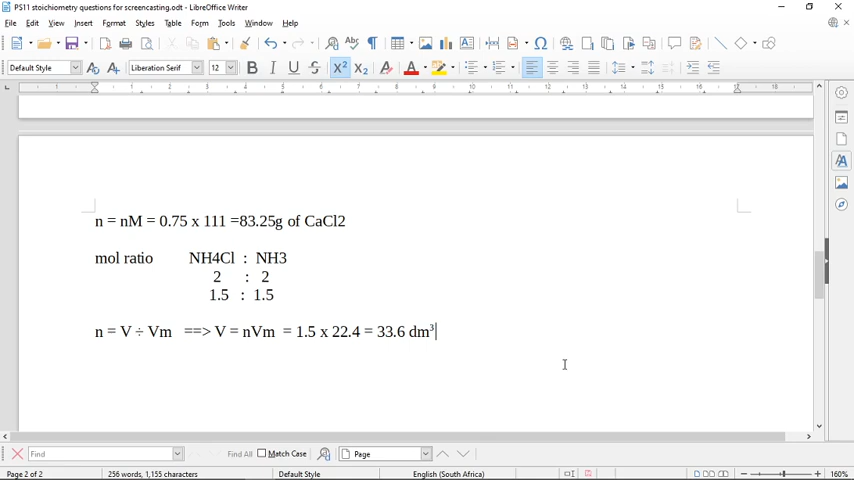 PS11 stoichiometry questions for screencasting.odt - LibreOffice Writer
File Edit View Insert Format Styles Table Form Tools Window Help
Default Style Liberation Serif 12
n = nM = 0.75 x 111 =83.25g of CaCl2
mol ratio NH4Cl : NH3
2 : 2
1.5 : 1.5
n = V ÷ Vm ==> V = nVm = 1.5 x 22.4 = 33.6 dm³
Find Find All Match Case Page
Page 2 of 2 256 words, 1,155 characters Default Style English (South Africa) 160%